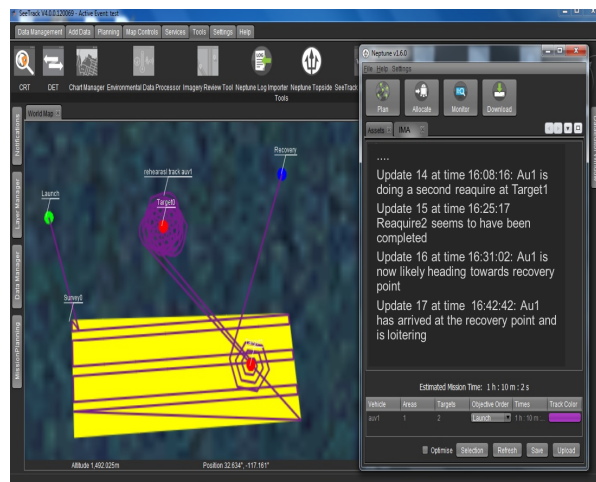 SeeTrack V4.0.0.120069 - Active Event: test
Data Management Add Data Planning Map Controls Services Tools Settings Help
CRT DET Chart Manager Environmental Data Processor Imagery Review Tool Neptune Log Importer Neptune Topside SeeTrack
Tools
World Map
Notifications
Layer Manager
Data Manager
MissionPlanning
Recovery
rehearasl track auv1
Launch
Target0
Survey0
Altitude 1,492.025m Position 32.634°, -117.161°
Neptune v1.6.0
File Help Settings
Plan Allocate Monitor Download
Assets IMA
....
Update 14 at time 16:08:16: Au1 is
doing a second reaquire at Target1
Update 15 at time 16:25:17
Reaquire2 seems to have been
completed
Update 16 at time 16:31:02: Au1 is
now likely heading towards recovery
point
Update 17 at time 16:42:42: Au1
has arrived at the recovery point and
is loitering
Estimated Mission Time: 1 h : 10 m : 2 s
Vehicle Areas Targets Objective Order Times Track Color
auv1 1 2 Launch 1 h : 10 m ...
Optimise Selection Refresh Save Upload